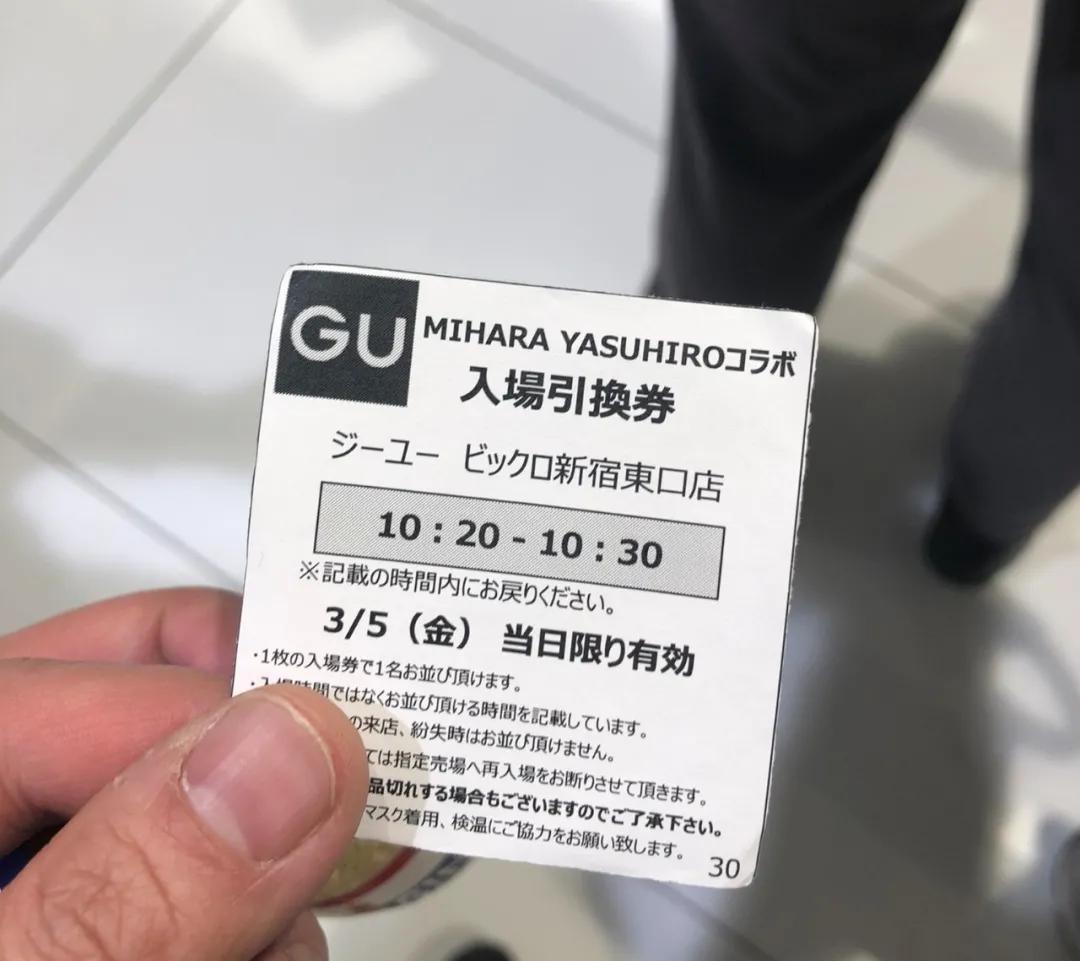 GU
MIHARA YASUHIROコラボ
入場引換券
ジーユー ビックロ新宿東口店
10:20-10:30
※記載の時間内にお戻りください。
3/5(金) 当日限り有効
・1枚の入場券で1名お並び頂けます。
・入場時間ではなくお並び頂ける時間を記載しています。
の来店、紛失時はお並び頂けません。
ては指定売場へ再入場をお断りさせて頂きます。
品切れする場合もございますのでご了承下さい。
マスク着用、検温にご協力をお願い致します。
30